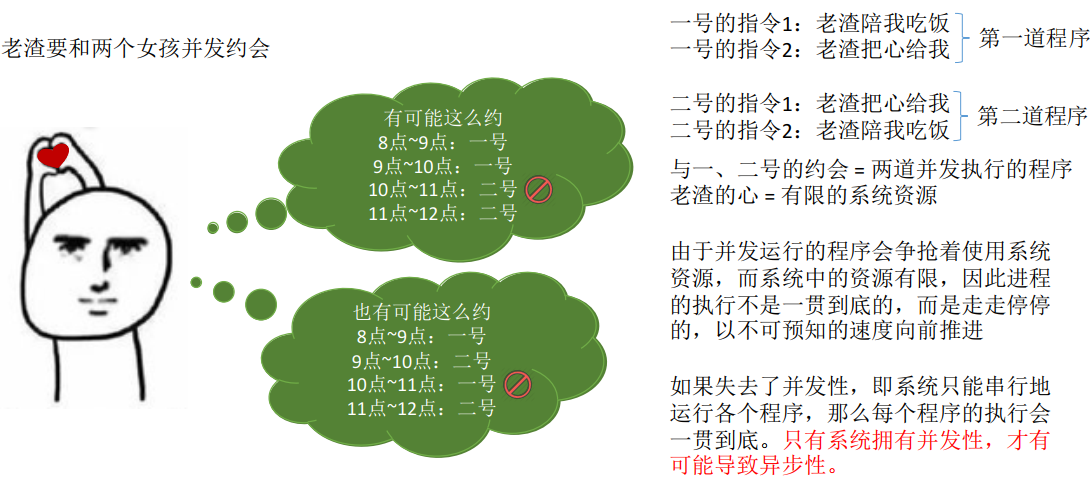 老渣要和两个女孩并发约会
有可能这么约
8点~9点：一号
9点~10点：一号
10点~11点：二号
11点~12点：二号
也有可能这么约
8点~9点：一号
9点~10点：二号
10点~11点：一号
11点~12点：二号
一号的指令1：老渣陪我吃饭
一号的指令2：老渣把心给我
第一道程序
二号的指令1：老渣把心给我
二号的指令2：老渣陪我吃饭
第二道程序
与一、二号的约会 = 两道并发执行的程序
老渣的心 = 有限的系统资源
由于并发运行的程序会争抢着使用系统
资源，而系统中的资源有限，因此进程
的执行不是一贯到底的，而是走走停停
的，以不可预知的速度向前推进
如果失去了并发性，即系统只能串行地
运行各个程序，那么每个程序的执行会
一贯到底。只有系统拥有并发性，才有
可能导致异步性。